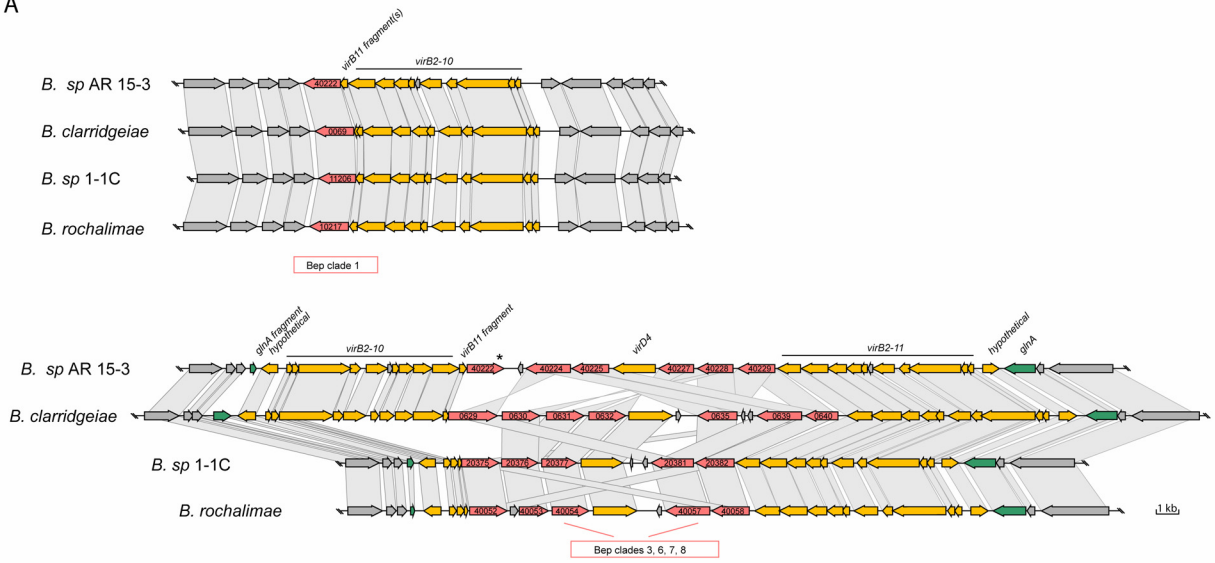 A
virB11 fragment(s)
virB2-10
B. sp AR 15-3
40222
B. clarridgeiae
0069
B. sp 1-1C
11206
B. rochalimae
10217
Bep clade 1
glnA fragment
hypothetical
virB2-10
virB11 fragment
virD4
virB2-11
hypothetical
glnA
B. sp AR 15-3
40222 * 40224 40225 40227 40228 40229
B. clarridgeiae
0629 0630 0631 0632 0635 0639 0640
B. sp 1-1C
20375 20376 20377 20381 20382
B. rochalimae
40052 40053 40054 40057 40058
1 kb
Bep clades 3, 6, 7, 8